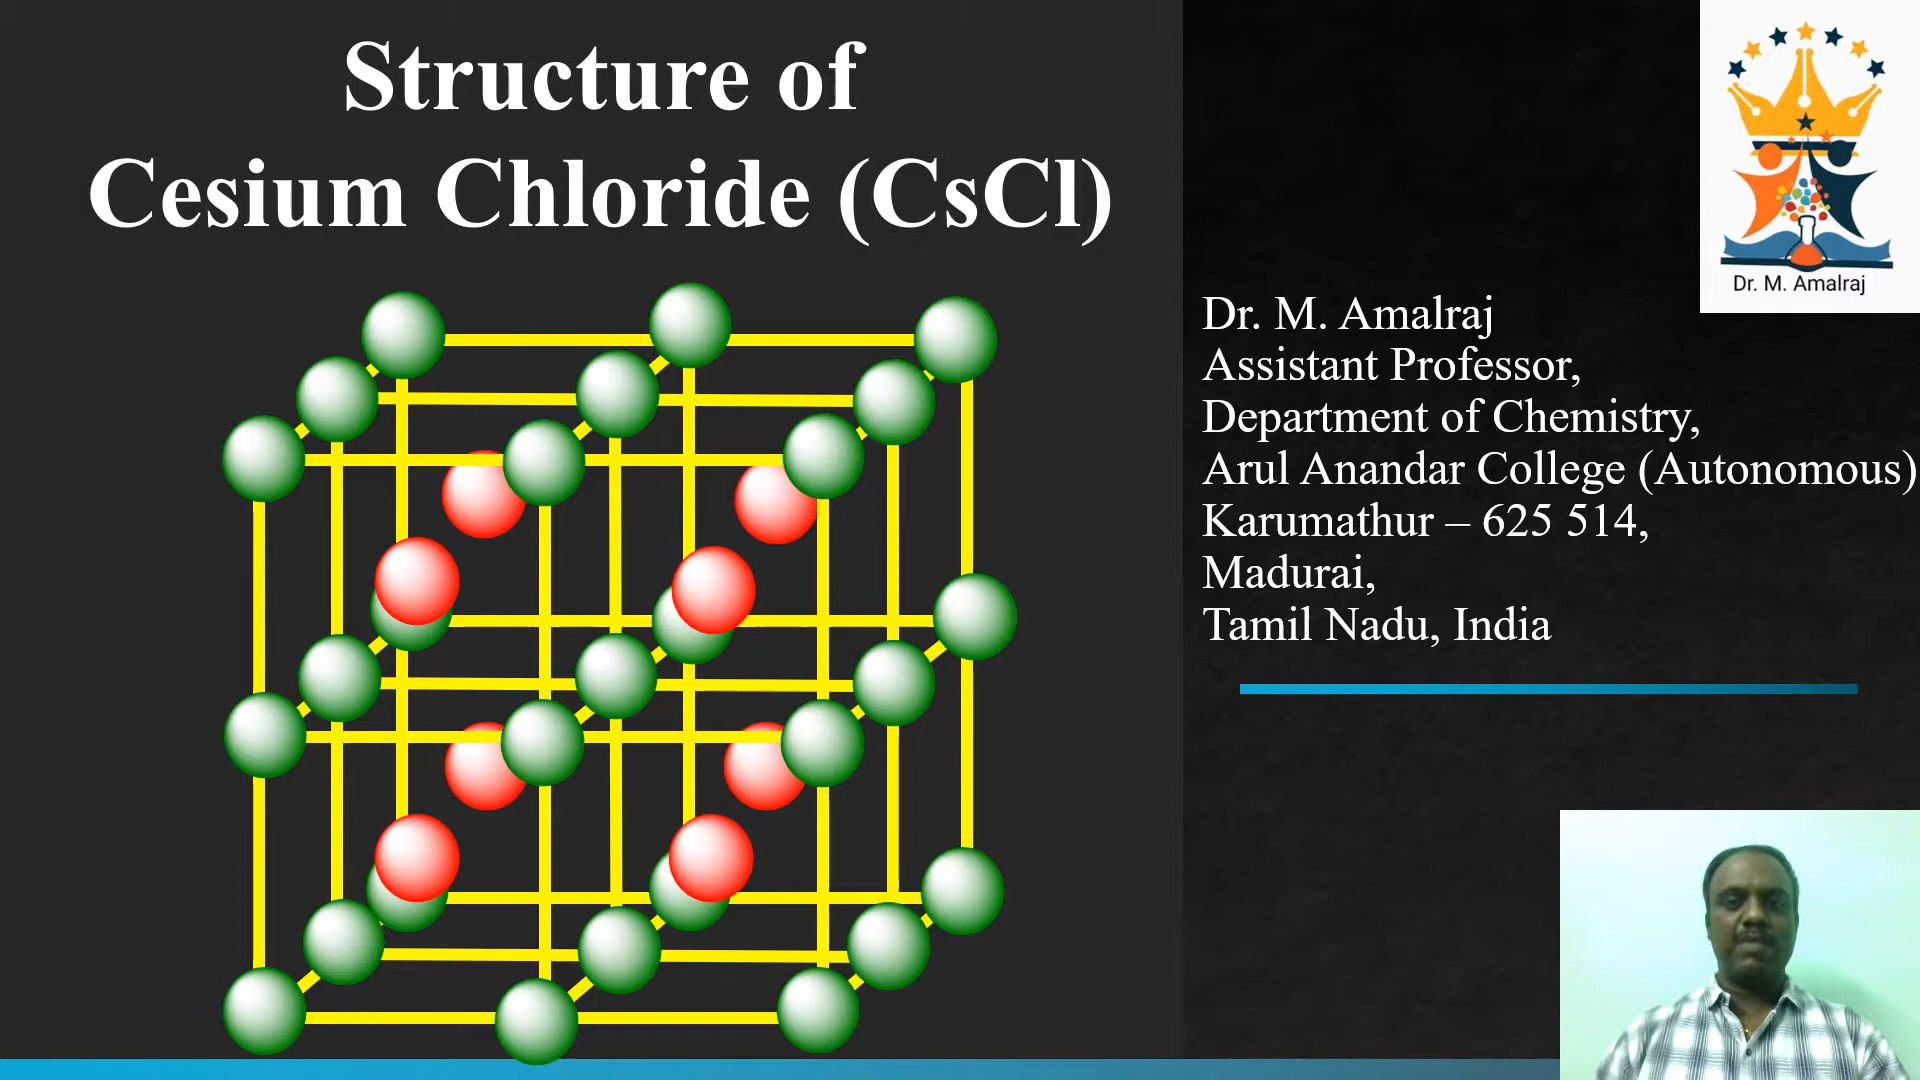 Structure of
Cesium Chloride (CsCl)
Dr. M. Amalraj
Dr. M. Amalraj
Assistant Professor,
Department of Chemistry,
Arul Anandar College (Autonomous)
Karumathur – 625 514,
Madurai,
Tamil Nadu, India